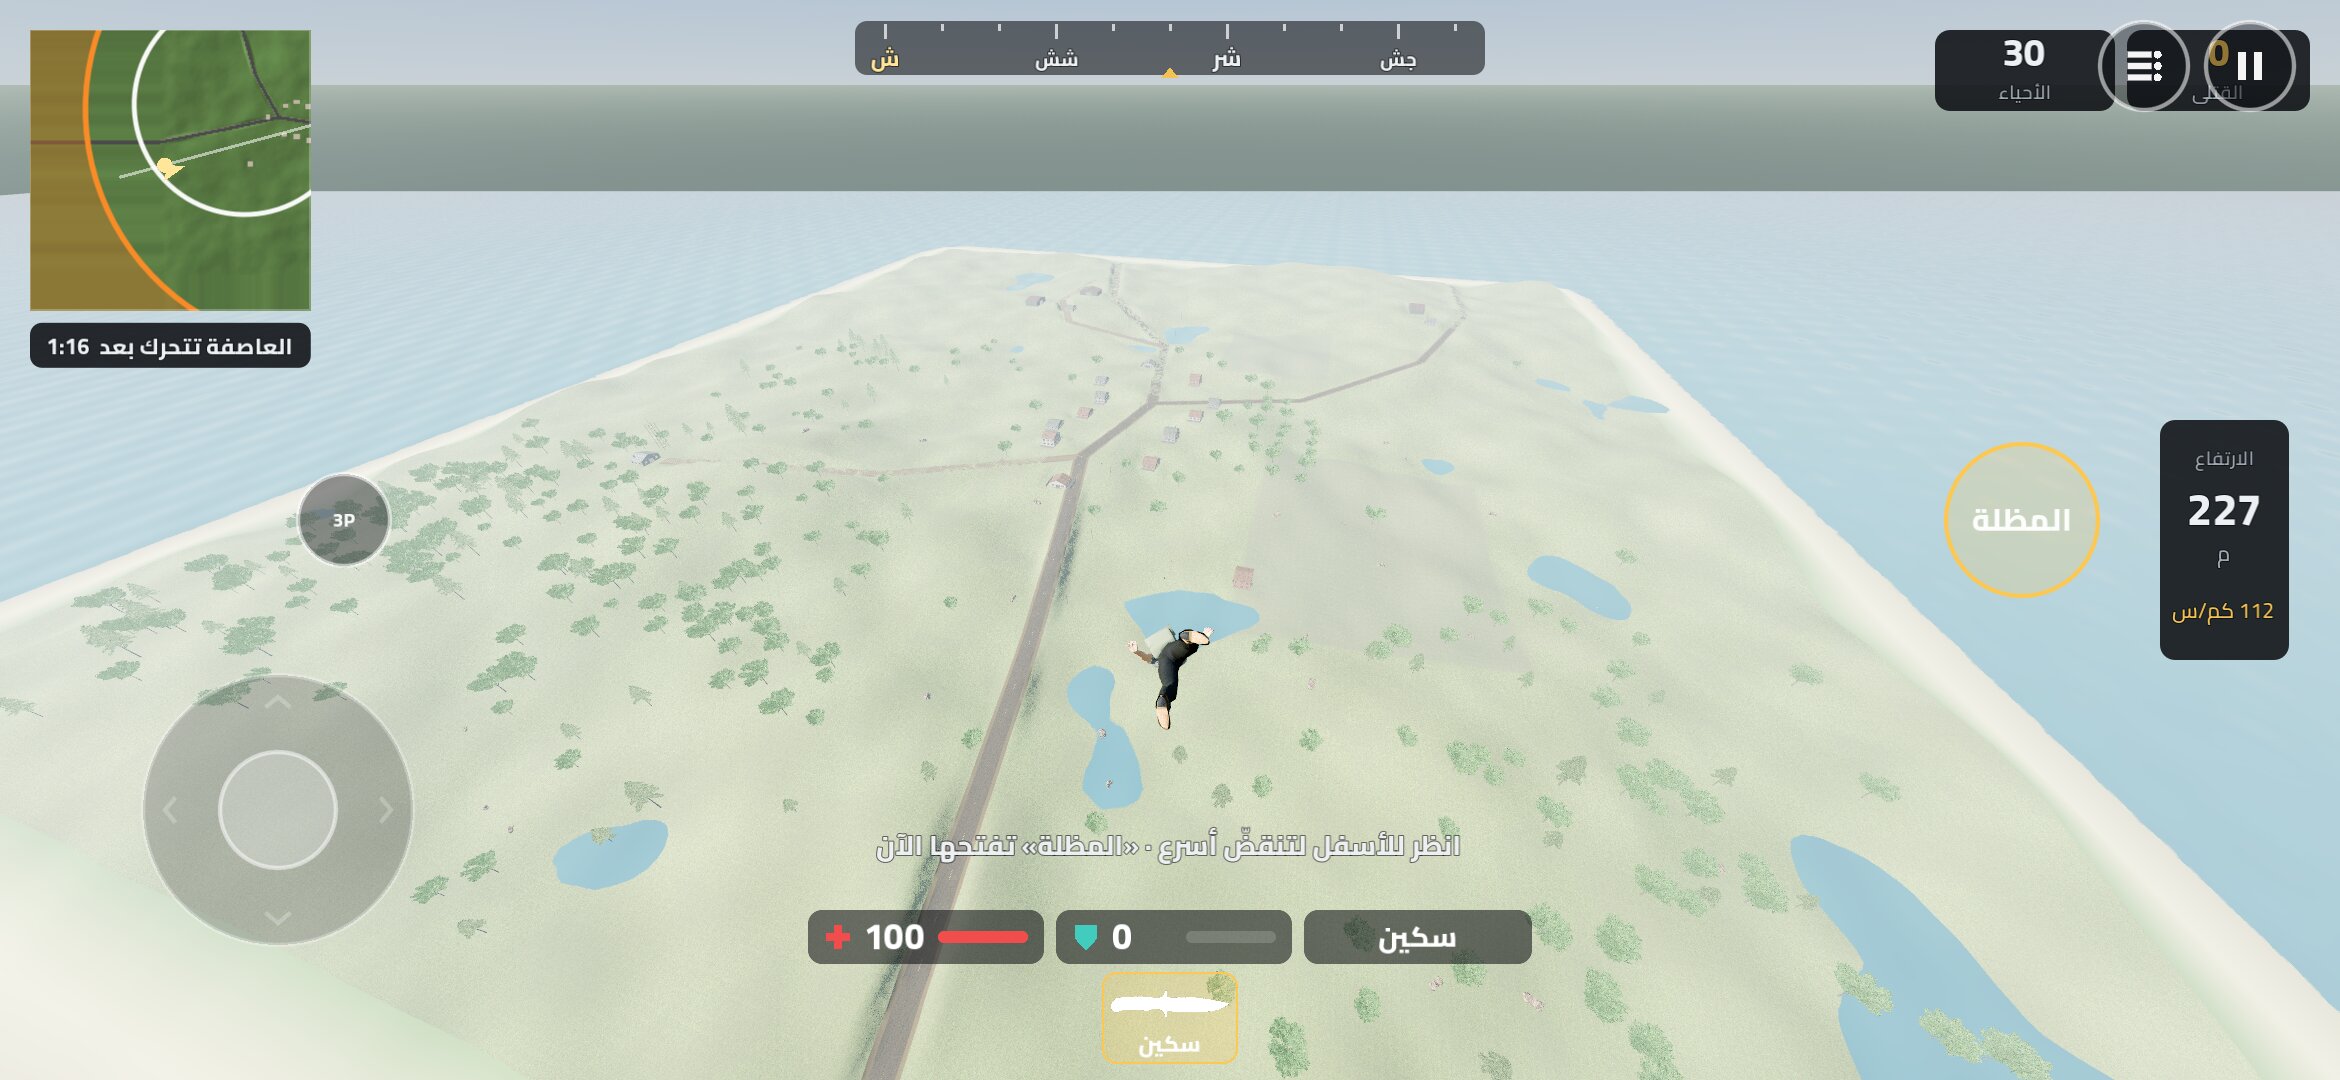 ش
شش
شر
جش
30
الأحياء
0
القتلى
العاصفة تتحرك بعد 1:16
3P
المظلة
الارتفاع
227
م
112 كم/س
انظر للأسفل لتنقضّ أسرع · «المظلة» تفتحها الآن
100
0
سكين
سكين